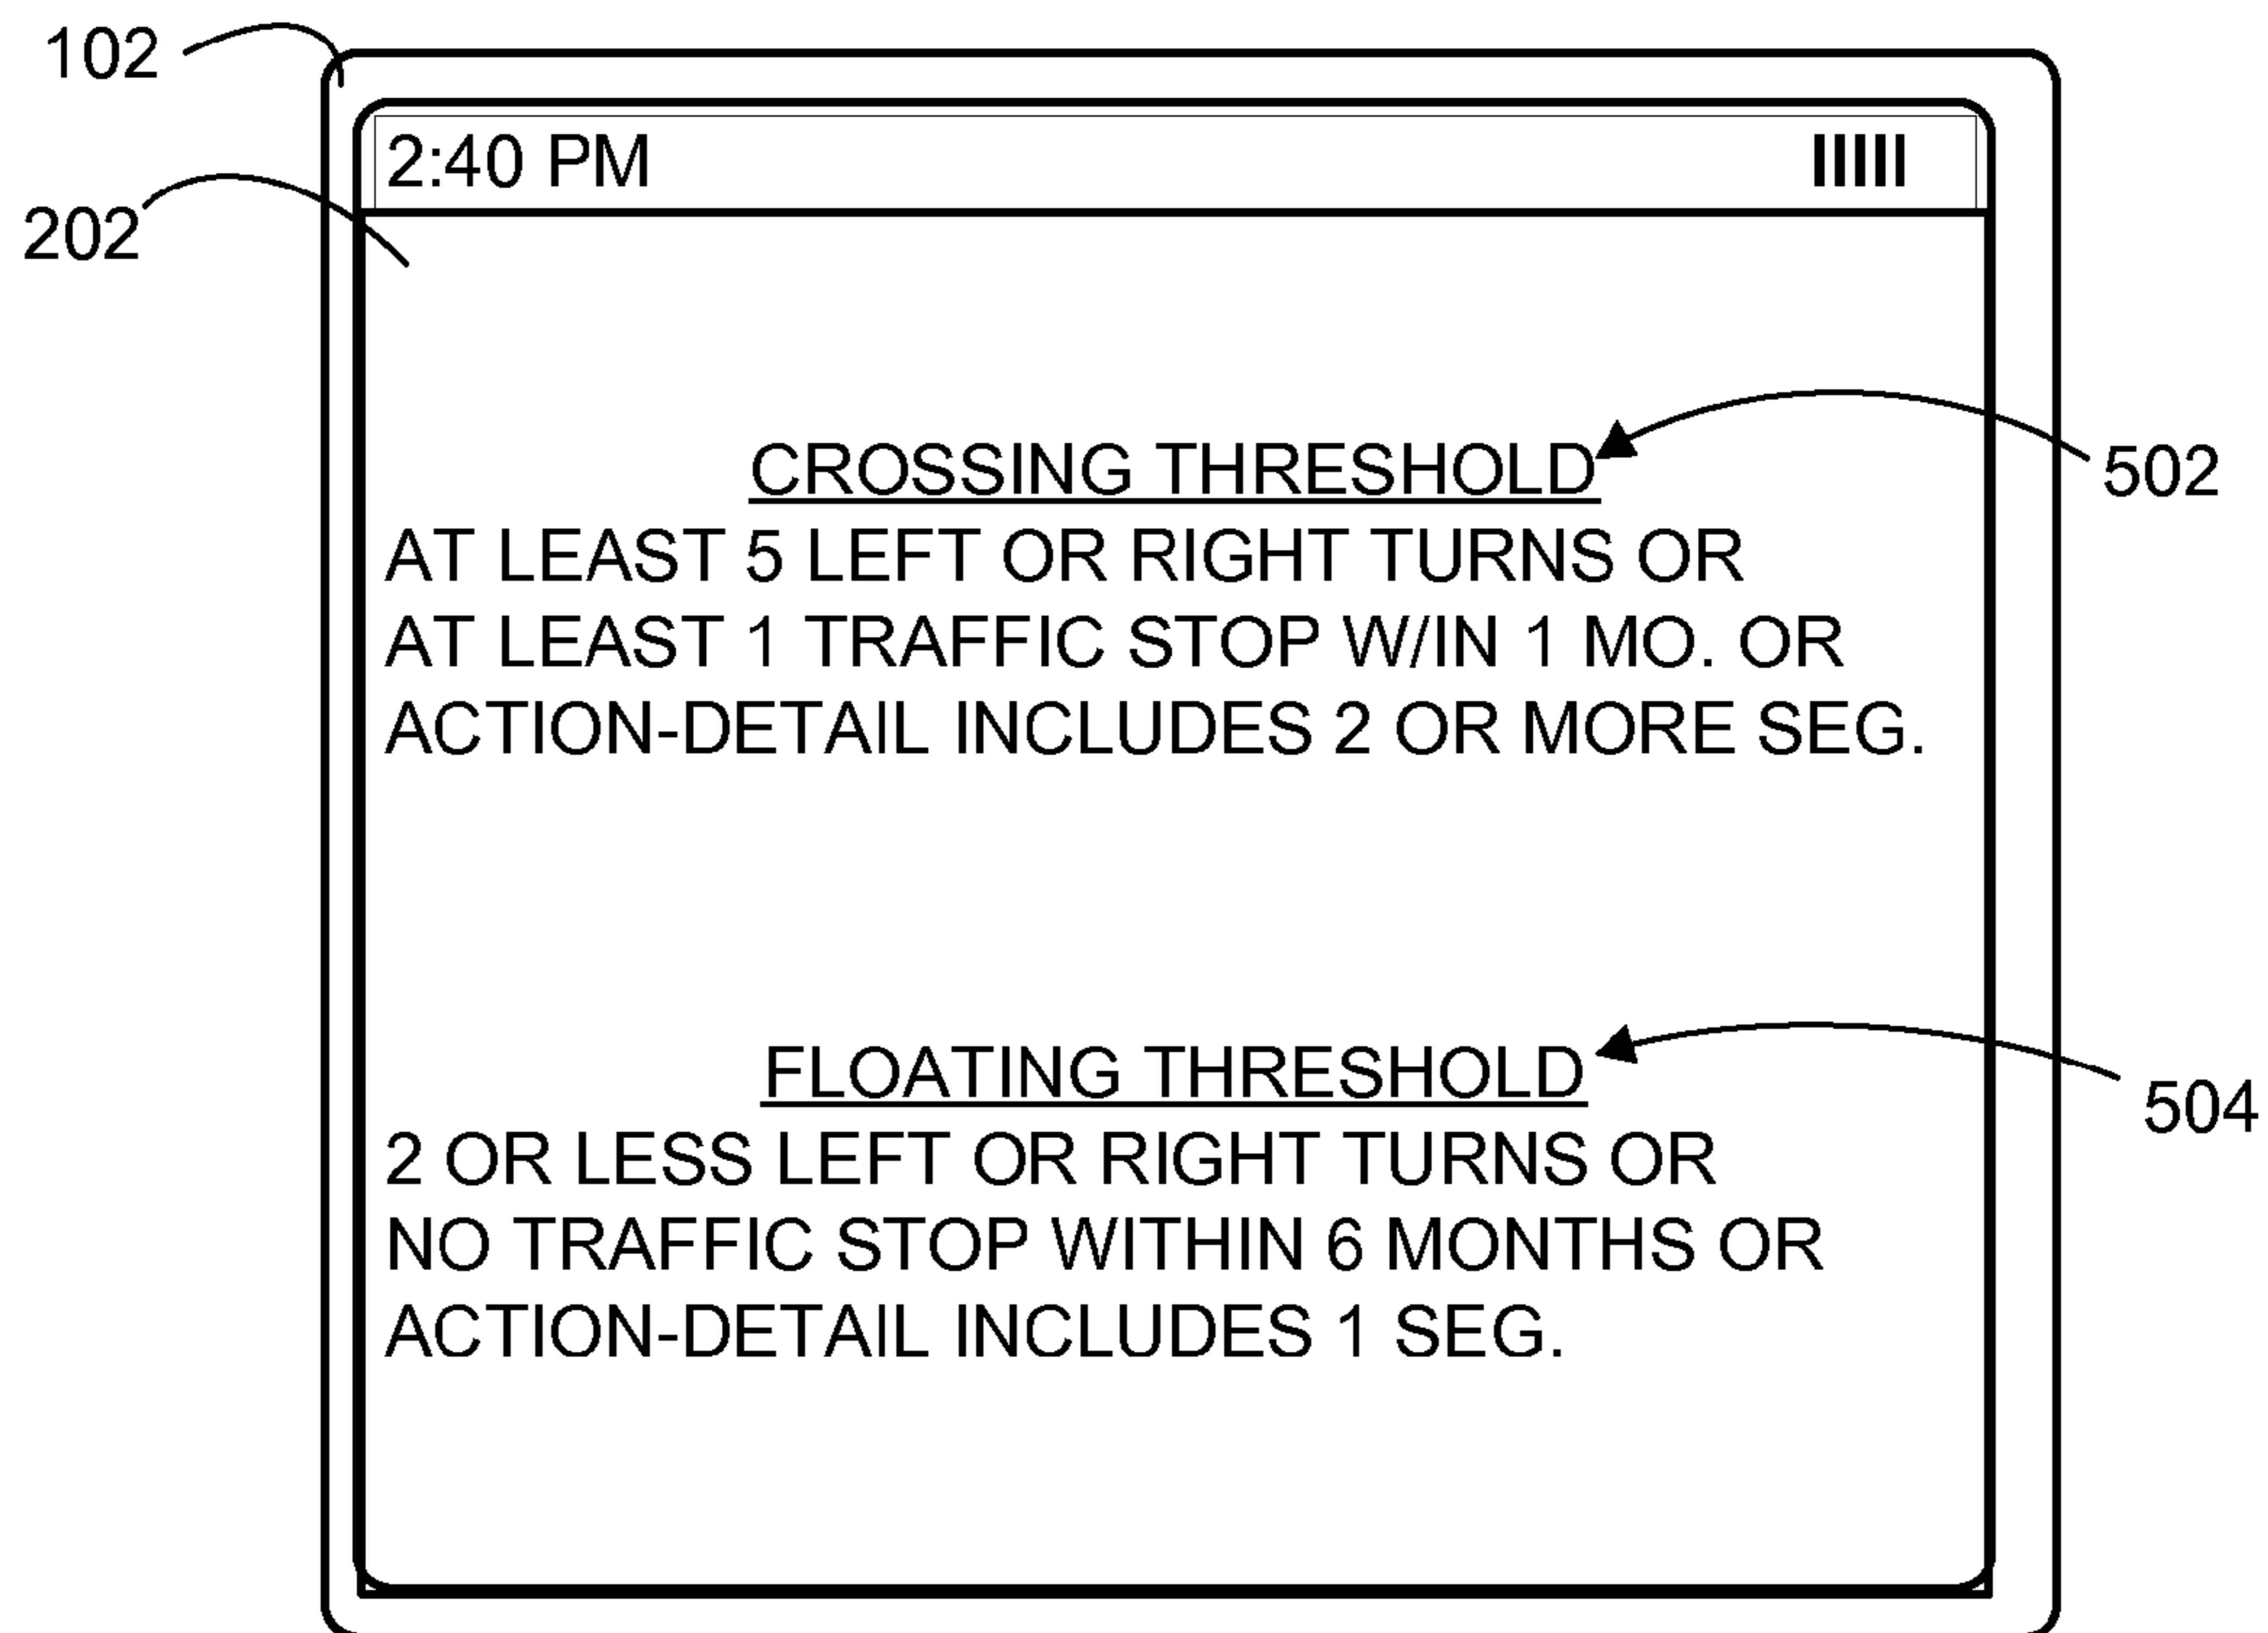 102
2:40 PM
202
CROSSING THRESHOLD
502
AT LEAST 5 LEFT OR RIGHT TURNS OR
AT LEAST 1 TRAFFIC STOP W/IN 1 MO. OR
ACTION-DETAIL INCLUDES 2 OR MORE SEG.
FLOATING THRESHOLD
504
2 OR LESS LEFT OR RIGHT TURNS OR
NO TRAFFIC STOP WITHIN 6 MONTHS OR
ACTION-DETAIL INCLUDES 1 SEG.